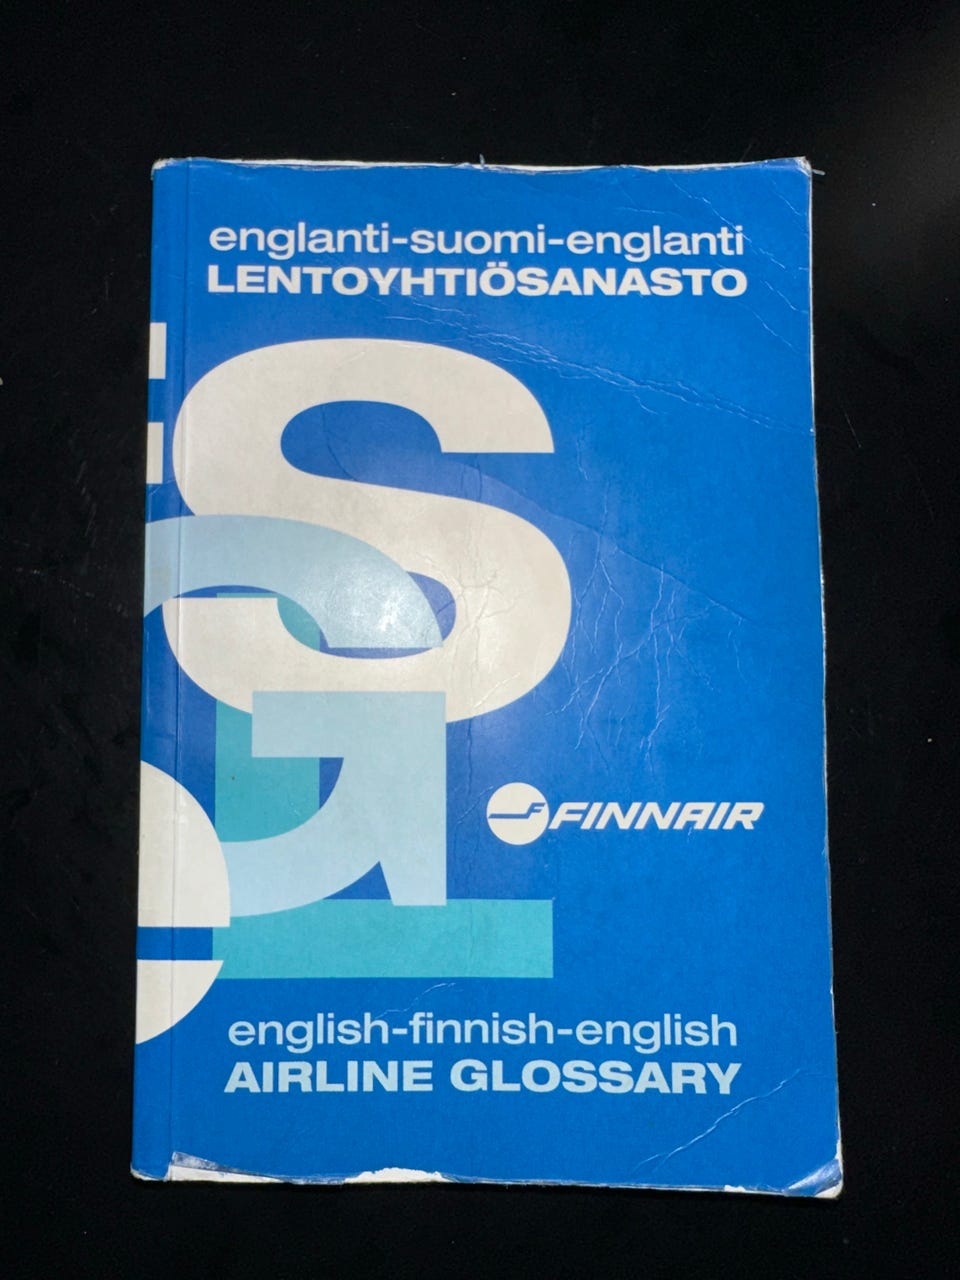 englanti-suomi-englanti
LENTOYHTIÖSANASTO
FINNAIR
english-finnish-english
AIRLINE GLOSSARY